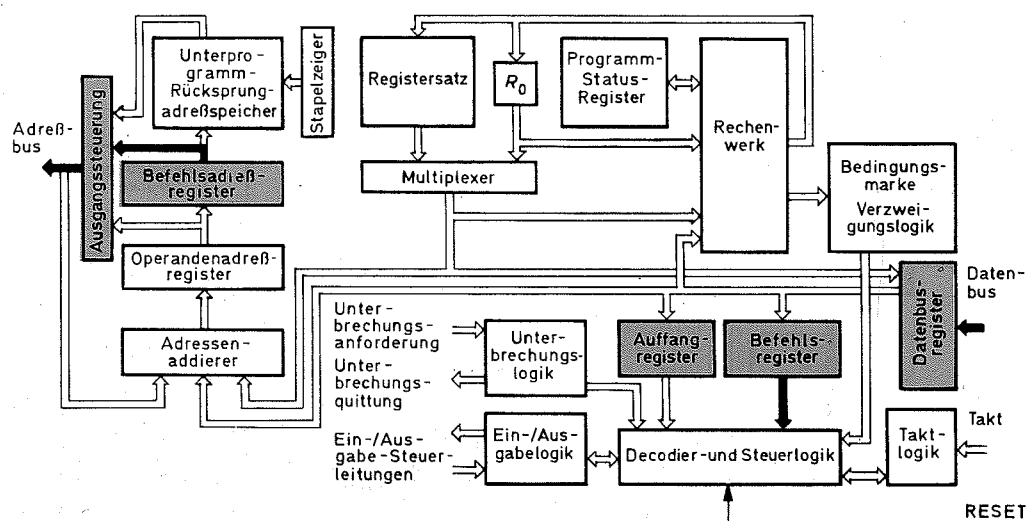 Unterpro-
gramm-
Rücksprung-
adreßspeicher
Stapelzeiger
Registersatz
R0
Programm-
Status-
Register
Rechen-
werk
Adreß-
bus
Ausgangssteuerung
Befehlsadieß-
register
Multiplexer
Bedingungs-
marke
Verzwei-
gungslogik
Operandenadreß-
register
Daten-
bus
Datenbus-
register
Adressen-
addierer
Unter-
brechungs-
anforderung
Unter-
brechungs-
quittung
Unter-
brechungs-
logik
Auffang-
register
Befehls-
register
Ein-/Aus-
gabe-Steuer-
leitungen
Ein-/Aus-
gabelogik
Decodier-und Steuerlogik
Takt-
logik
Takt
RESET